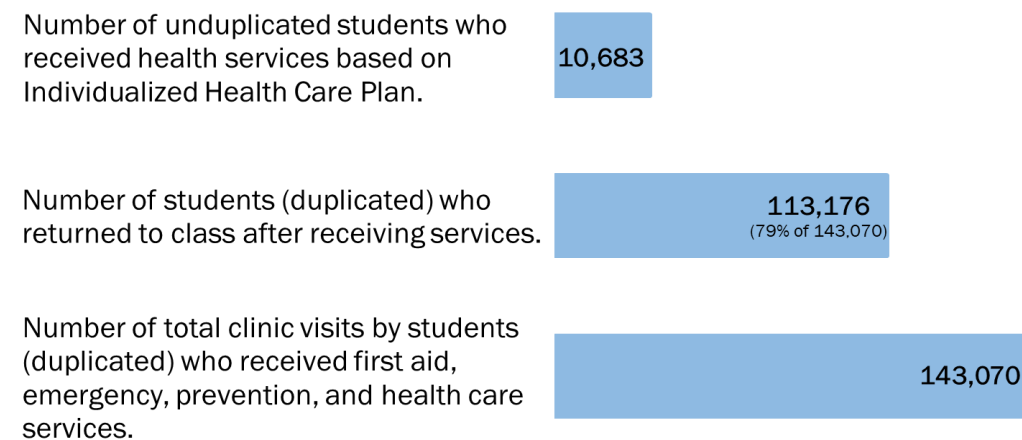 Number of unduplicated students who
received health services based on
Individualized Health Care Plan.
10,683
Number of students (duplicated) who
returned to class after receiving services.
113,176
(79% of 143,070)
Number of total clinic visits by students
(duplicated) who received first aid,
emergency, prevention, and health care
services.
143,070